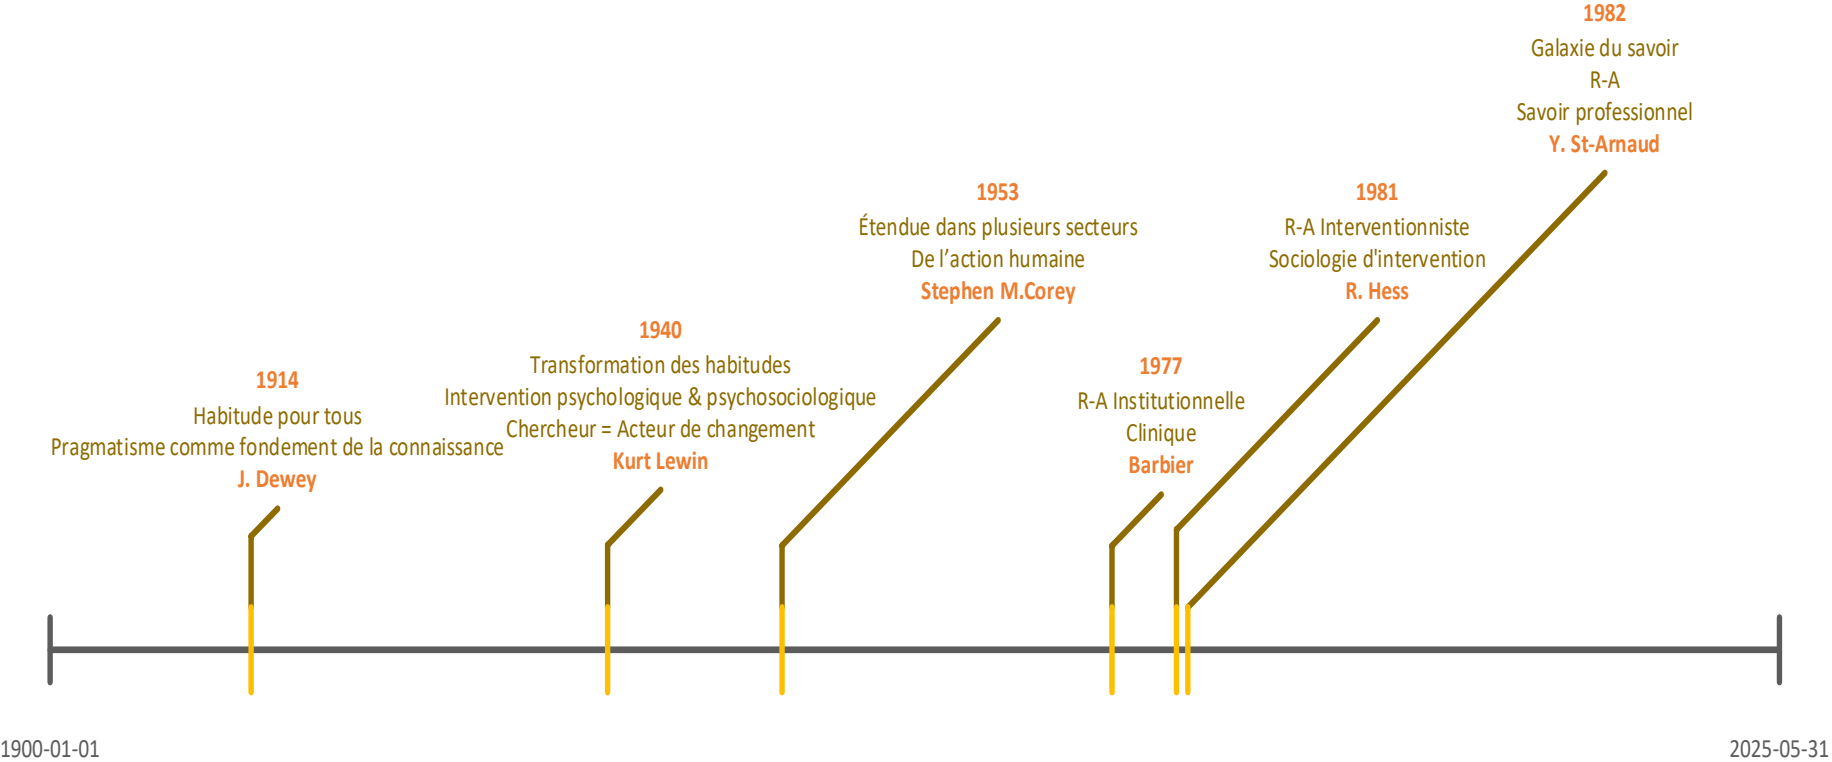 1982
Galaxie du savoir
R-A
Savoir professionnel
Y. St-Arnaud
1953
Étendue dans plusieurs secteurs
De l’action humaine
Stephen M.Corey
1981
R-A Interventionniste
Sociologie d'intervention
R. Hess
1940
Transformation des habitudes
Intervention psychologique & psychosociologique
Chercheur = Acteur de changement
Kurt Lewin
1977
R-A Institutionnelle
Clinique
Barbier
1914
Habitude pour tous
Pragmatisme comme fondement de la connaissance
J. Dewey
1900-01-01
2025-05-31